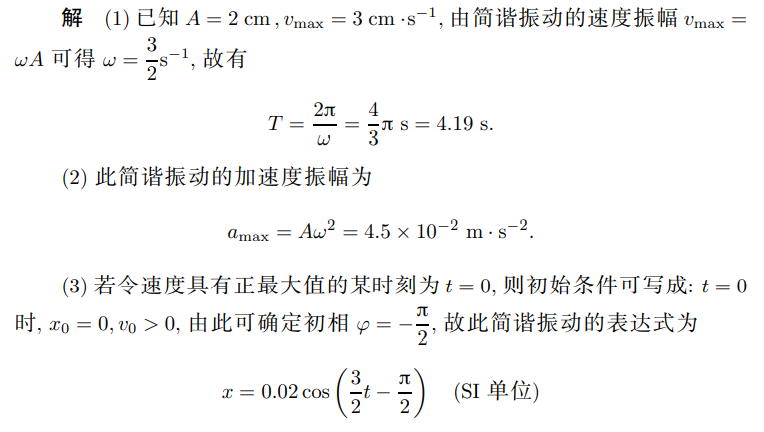 解 (1) 已知 A = 2 cm , v_max = 3 cm ·s⁻¹, 由简谐振动的速度振幅 v_max =
ωA 可得 ω = 3/2 s⁻¹, 故有
T = 2π/ω = 4/3 π s = 4.19 s.
(2) 此简谐振动的加速度振幅为
a_max = Aω² = 4.5 × 10⁻² m · s⁻².
(3) 若令速度具有正最大值的某时刻为 t = 0, 则初始条件可写成: t = 0
时, x₀ = 0, v₀ > 0, 由此可确定初相 φ = −π/2, 故此简谐振动的表达式为
x = 0.02 cos (3/2 t − π/2) (SI 单位)